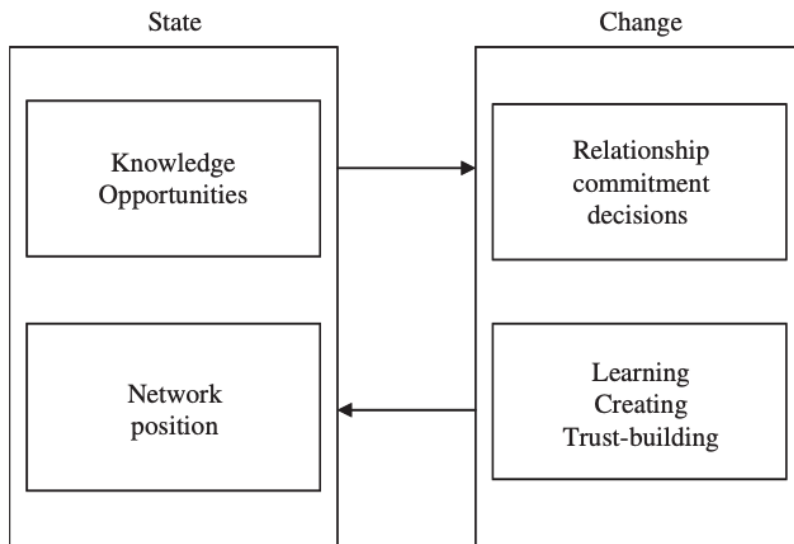 State
Knowledge
Opportunities
Network
position
Change
Relationship
commitment
decisions
Learning
Creating
Trust-building